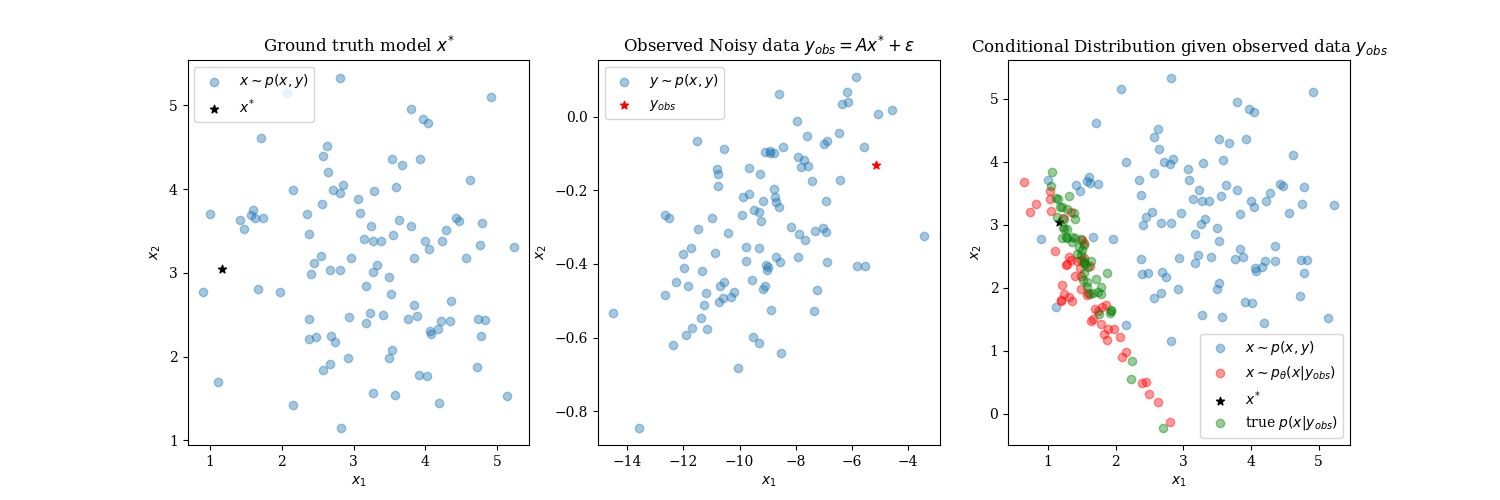 Ground truth model x*
x ~ p(x, y)
x*
5
4
3
2
1
x₂
1 2 3 4 5
x₁
Observed Noisy data y_obs = Ax* + ε
y ~ p(x, y)
y_obs
0.0
−0.2
−0.4
−0.6
−0.8
x₂
−14 −12 −10 −8 −6 −4
x₁
Conditional Distribution given observed data y_obs
5
4
3
2
1
0
x₂
x ~ p(x, y)
x ~ p_θ(x|y_obs)
x*
true p(x|y_obs)
1 2 3 4 5
x₁